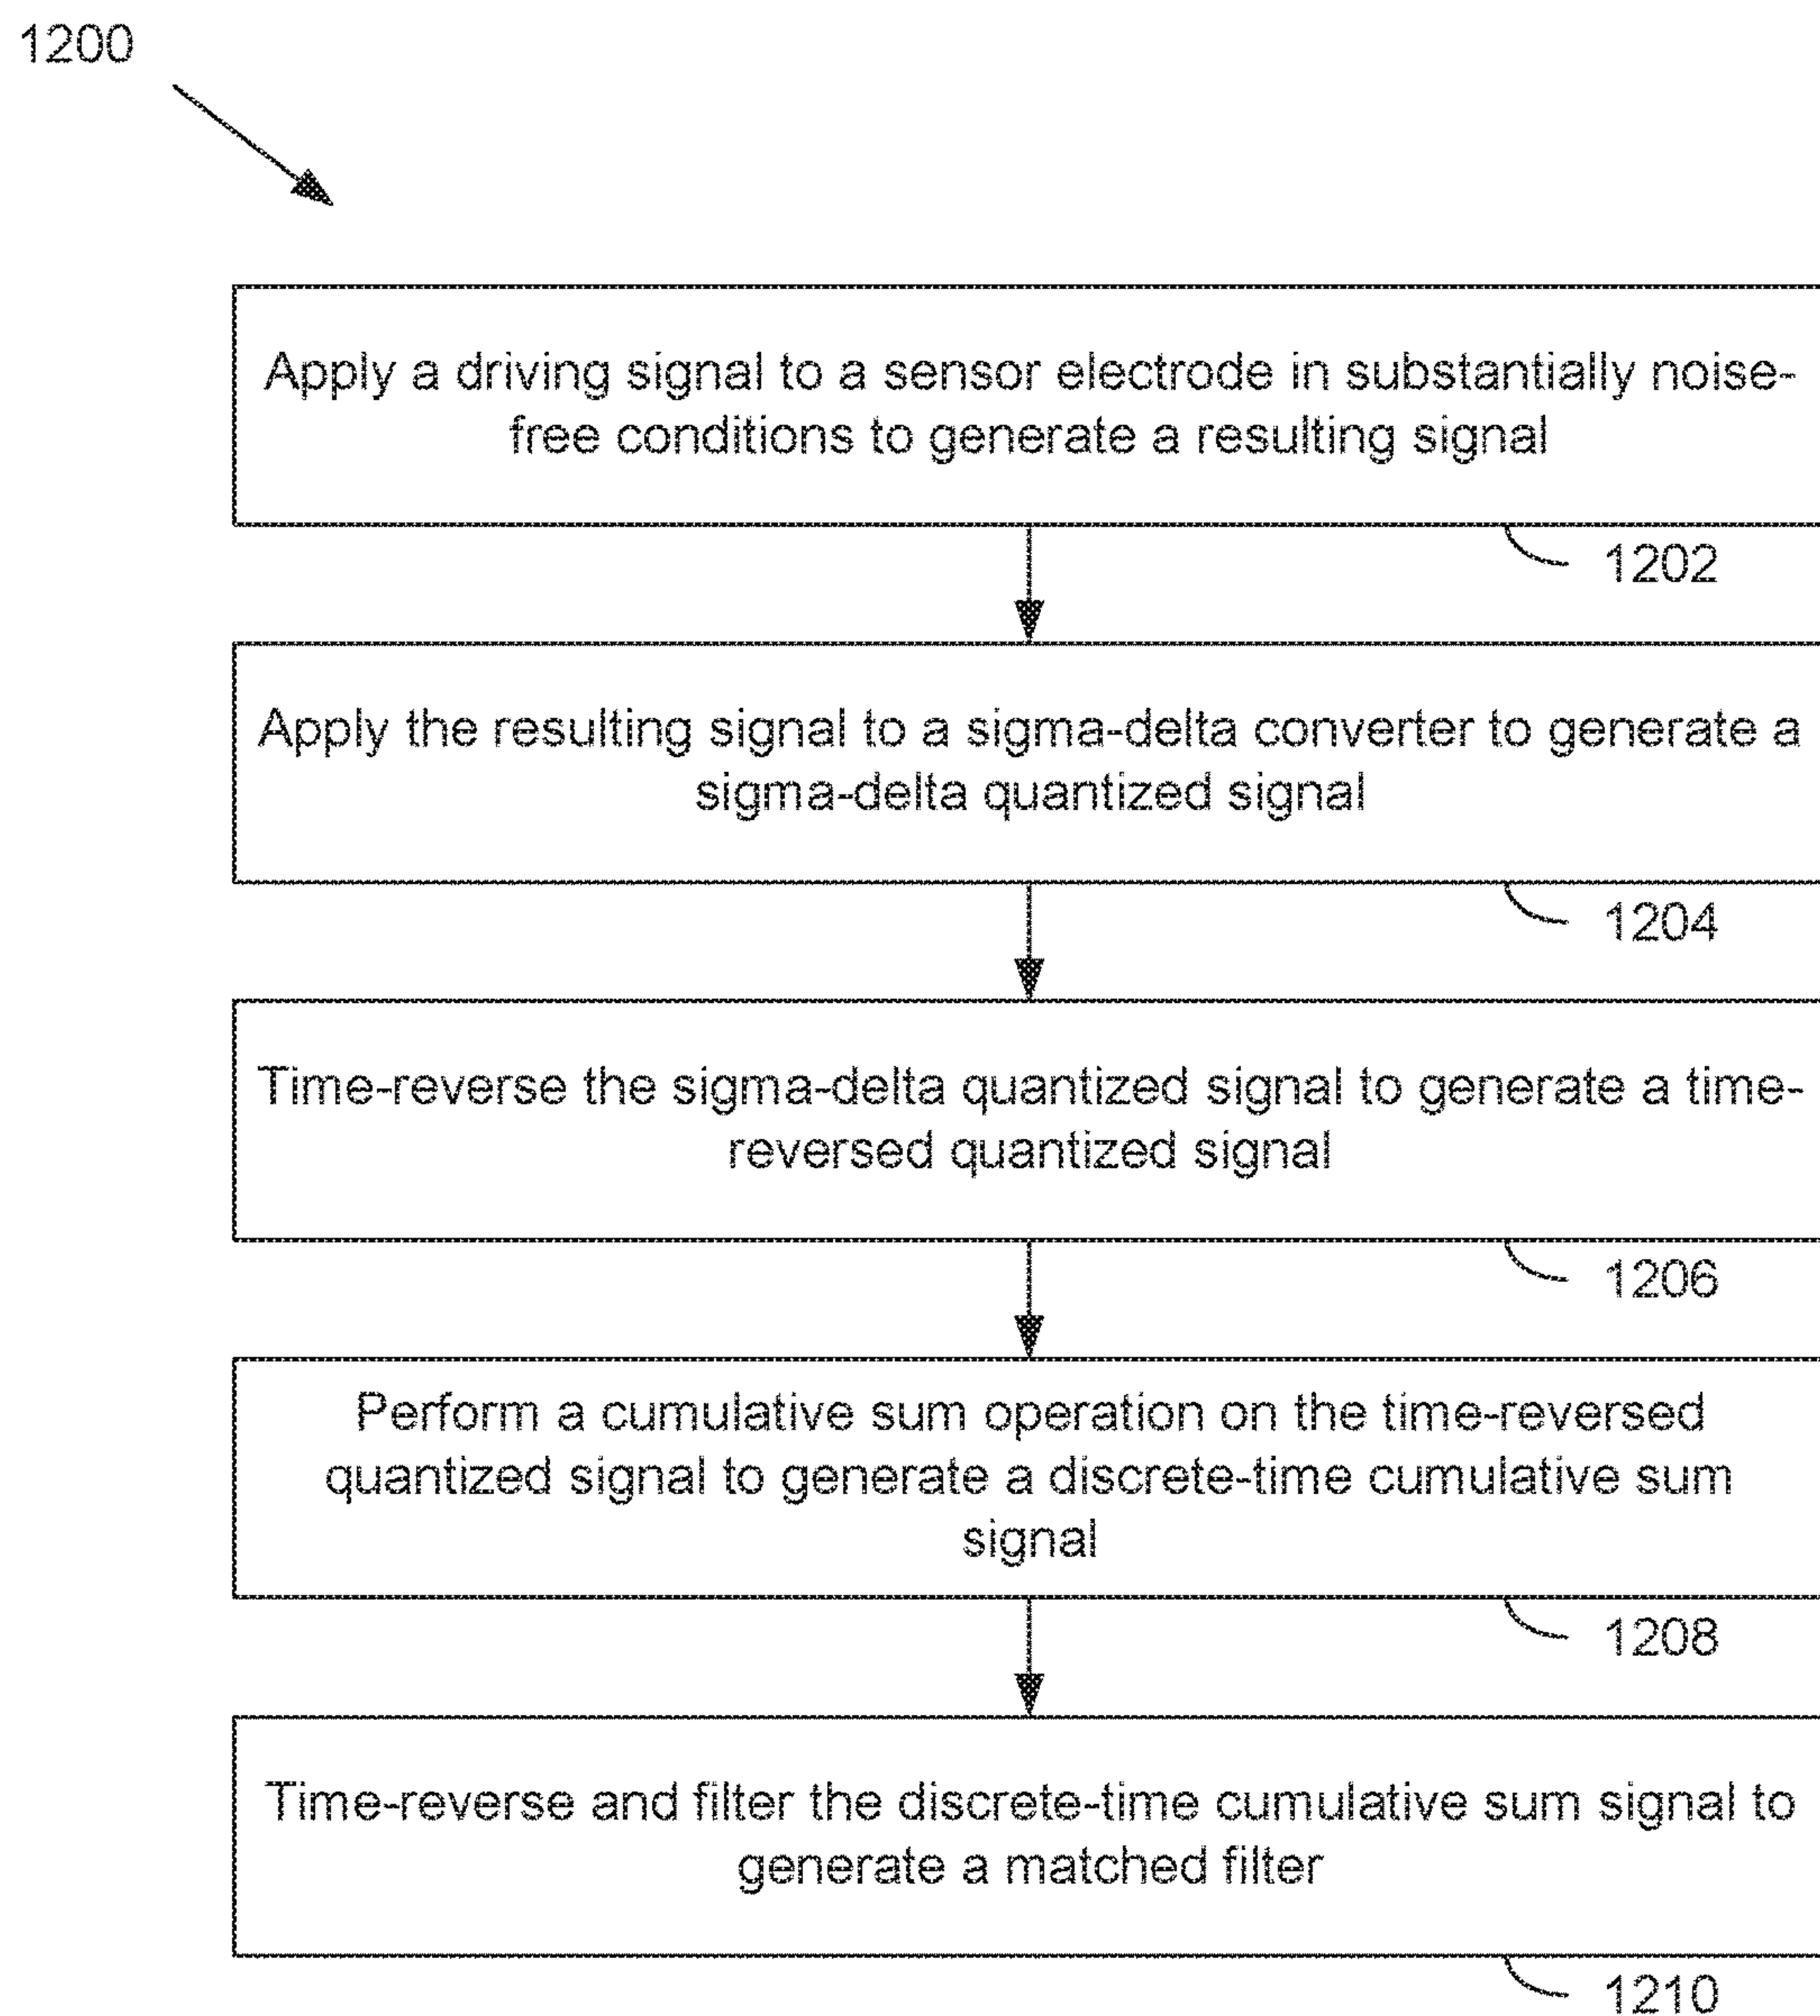 1200
Apply a driving signal to a sensor electrode in substantially noise-
free conditions to generate a resulting signal
1202
Apply the resulting signal to a sigma-delta converter to generate a
sigma-delta quantized signal
1204
Time-reverse the sigma-delta quantized signal to generate a time-
reversed quantized signal
1206
Perform a cumulative sum operation on the time-reversed
quantized signal to generate a discrete-time cumulative sum
signal
1208
Time-reverse and filter the discrete-time cumulative sum signal to
generate a matched filter
1210